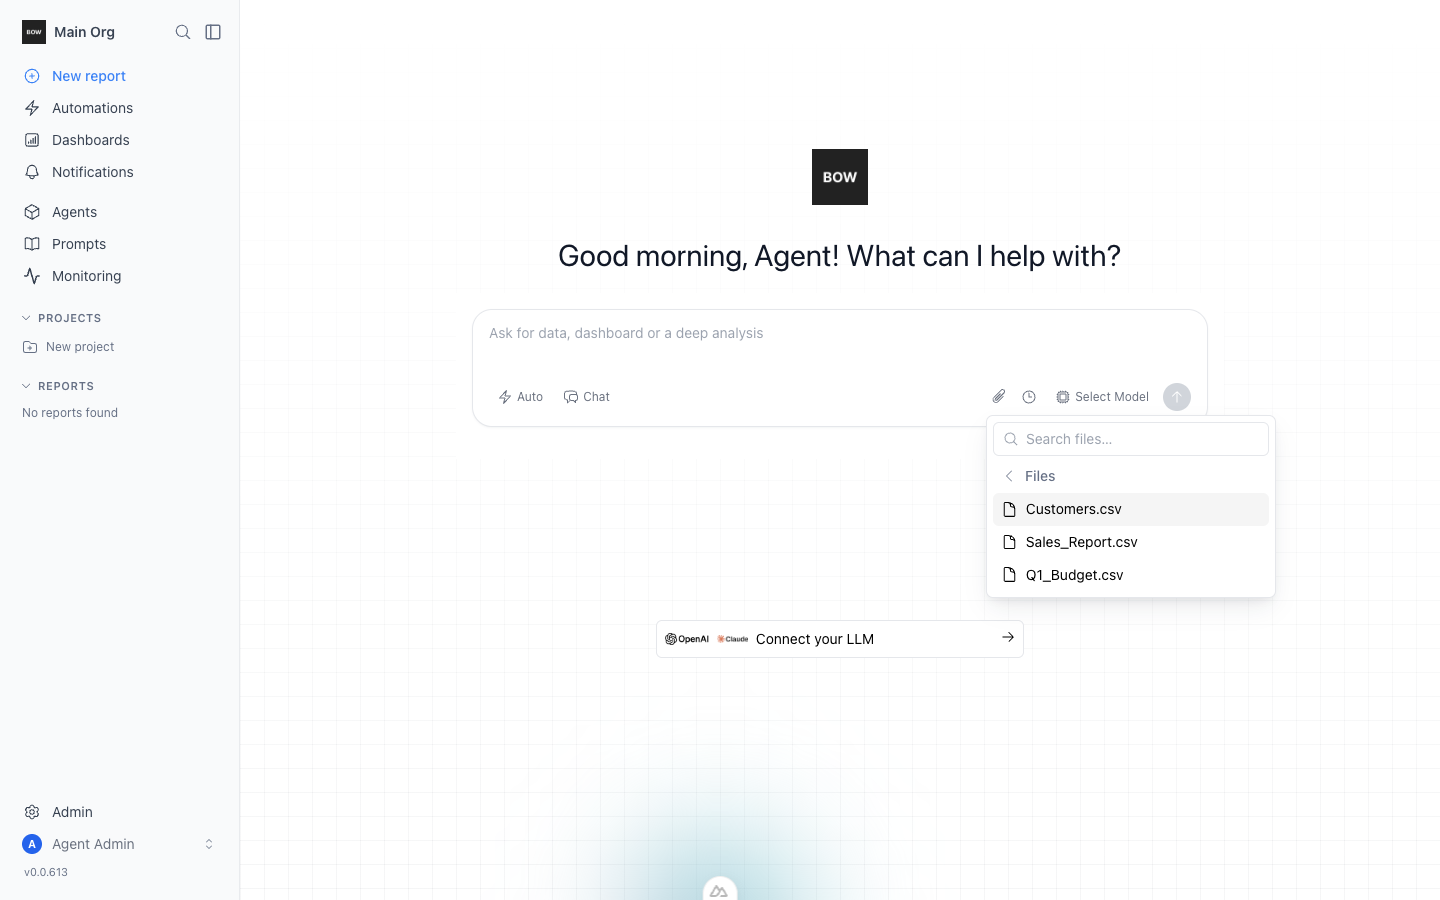 BOW
Main Org
New report
Automations
Dashboards
Notifications
Agents
Prompts
Monitoring
PROJECTS
New project
REPORTS
No reports found
Admin
A
Agent Admin
v0.0.613
BOW
Good morning, Agent! What can I help with?
Ask for data, dashboard or a deep analysis
Auto
Chat
Select Model
Search files...
Files
Customers.csv
Sales_Report.csv
Q1_Budget.csv
OpenAI
Claude
Connect your LLM